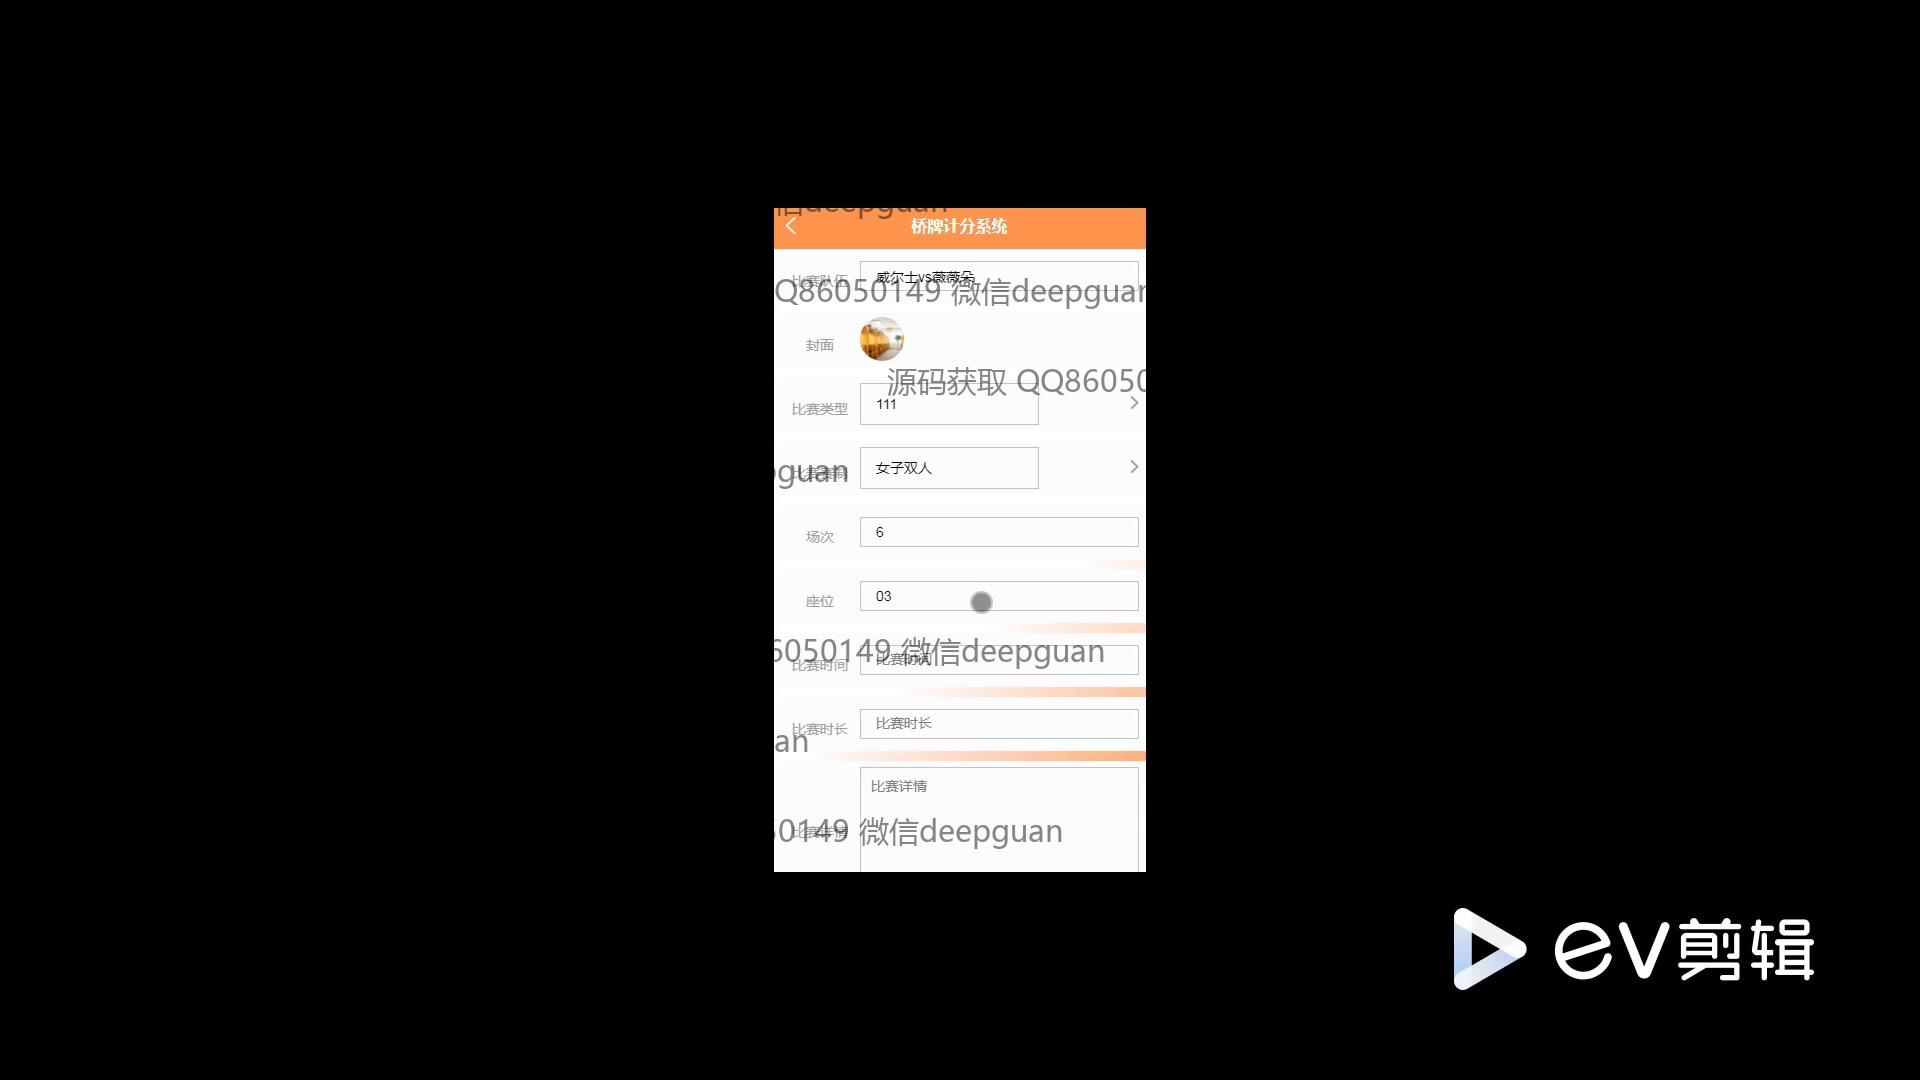 信deepguan
桥牌计分系统
比赛队伍
威尔士vs薇薇朵
Q86050149 微信deepguan
封面
源码获取 QQ86050
比赛类型
111
guan
女子双人
场次
6
座位
03
6050149 微信deepguan
比赛时间
比赛时间
比赛时长
比赛时长
an
比赛详情
比赛详情
50149 微信deepguan
ev剪辑